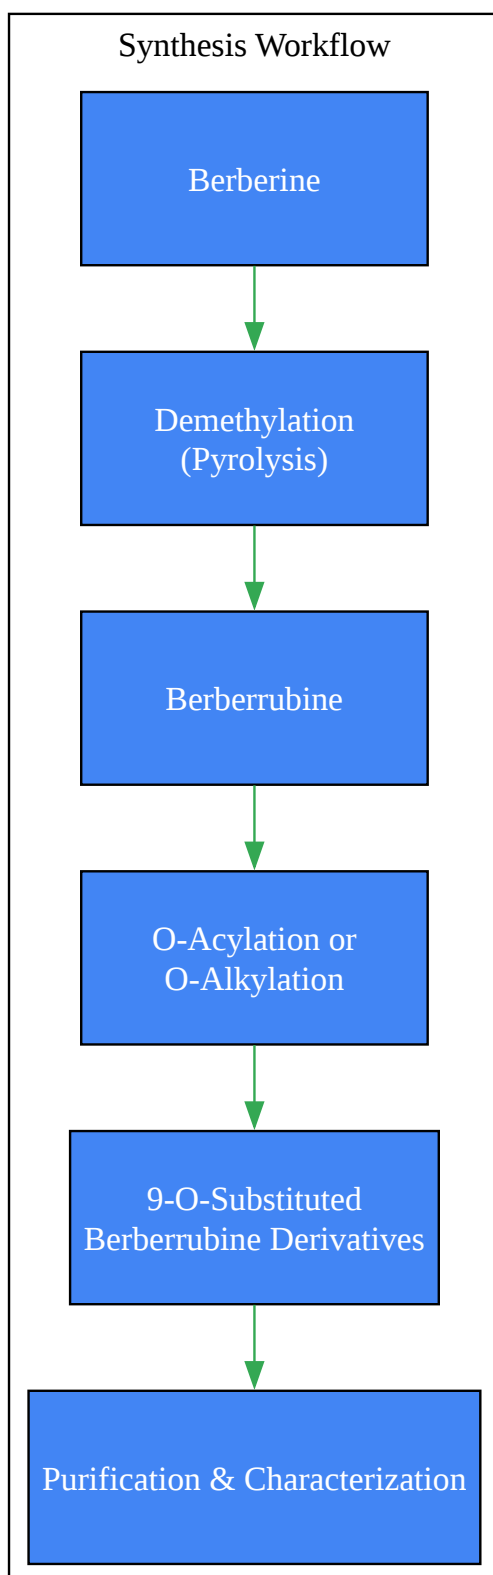 Synthesis Workflow
Berberine
Demethylation
(Pyrolysis)
Berberrubine
O-Acylation or
O-Alkylation
9-O-Substituted
Berberrubine Derivatives
Purification & Characterization